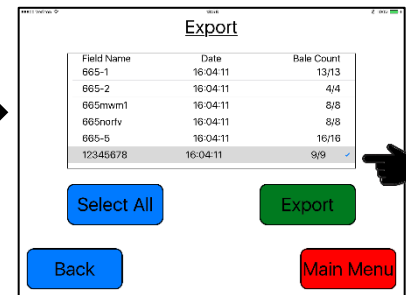 Export
Field Name Date Bale Count
665-1 16:04:11 13/13
665-2 16:04:11 4/4
665mwm1 16:04:11 8/8
665norfv 16:04:11 8/8
665-5 16:04:11 16/16
12345678 16:04:11 9/9
Select All Export
Back Main Menu